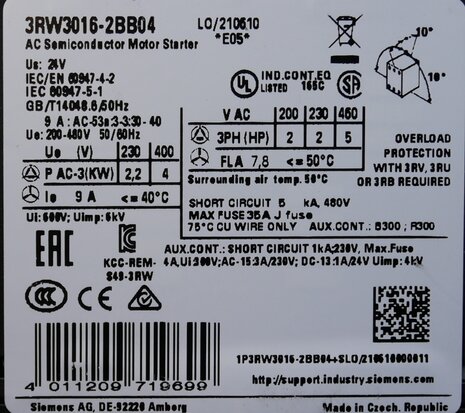 3RW3016-2BB04
LO/210610
AC Semiconductor Motor Starter
*E05*
Us: 24V
IEC/EN 60947-4-2
IEC 60947-5-1
GB/T14048.6,50Hz
9 A: AC-53a:3-3:30-40
Ue: 200-480V 50/60Hz
UL LISTED IND.CONT.EQ 166C
10°
10°
Ue (V) 230 400
P AC-3(KW) 2,2 4
Ie 9 A <=40°C
Ui:600V; Uimp: 6kV
V AC 200 230 460
3PH (HP) 2 2 5
FLA 7,8 <=50°C
Surrounding air temp. 50°C
OVERLOAD
PROTECTION
WITH 3RV, 3RU
OR 3RB REQUIRED
SHORT CIRCUIT 5 kA, 480V
MAX FUSE 35A J fuse
75°C CU WIRE ONLY AUX.CONT.: B300; R300
EAC
KCC-REM-
S49-3RW
AUX.CONT.: SHORT CIRCUIT 1kA;230V, Max.Fuse
4A,Ui:300V;AC-15:3A/230V; DC-13:1A/24V Uimp:4kV
CCC CE
1P3RW3016-2BB04+SLO/210610000011
4 011209 719699
http://support.industry.siemens.com
Siemens AG, DE-92220 Amberg
Made in Czech. Republic